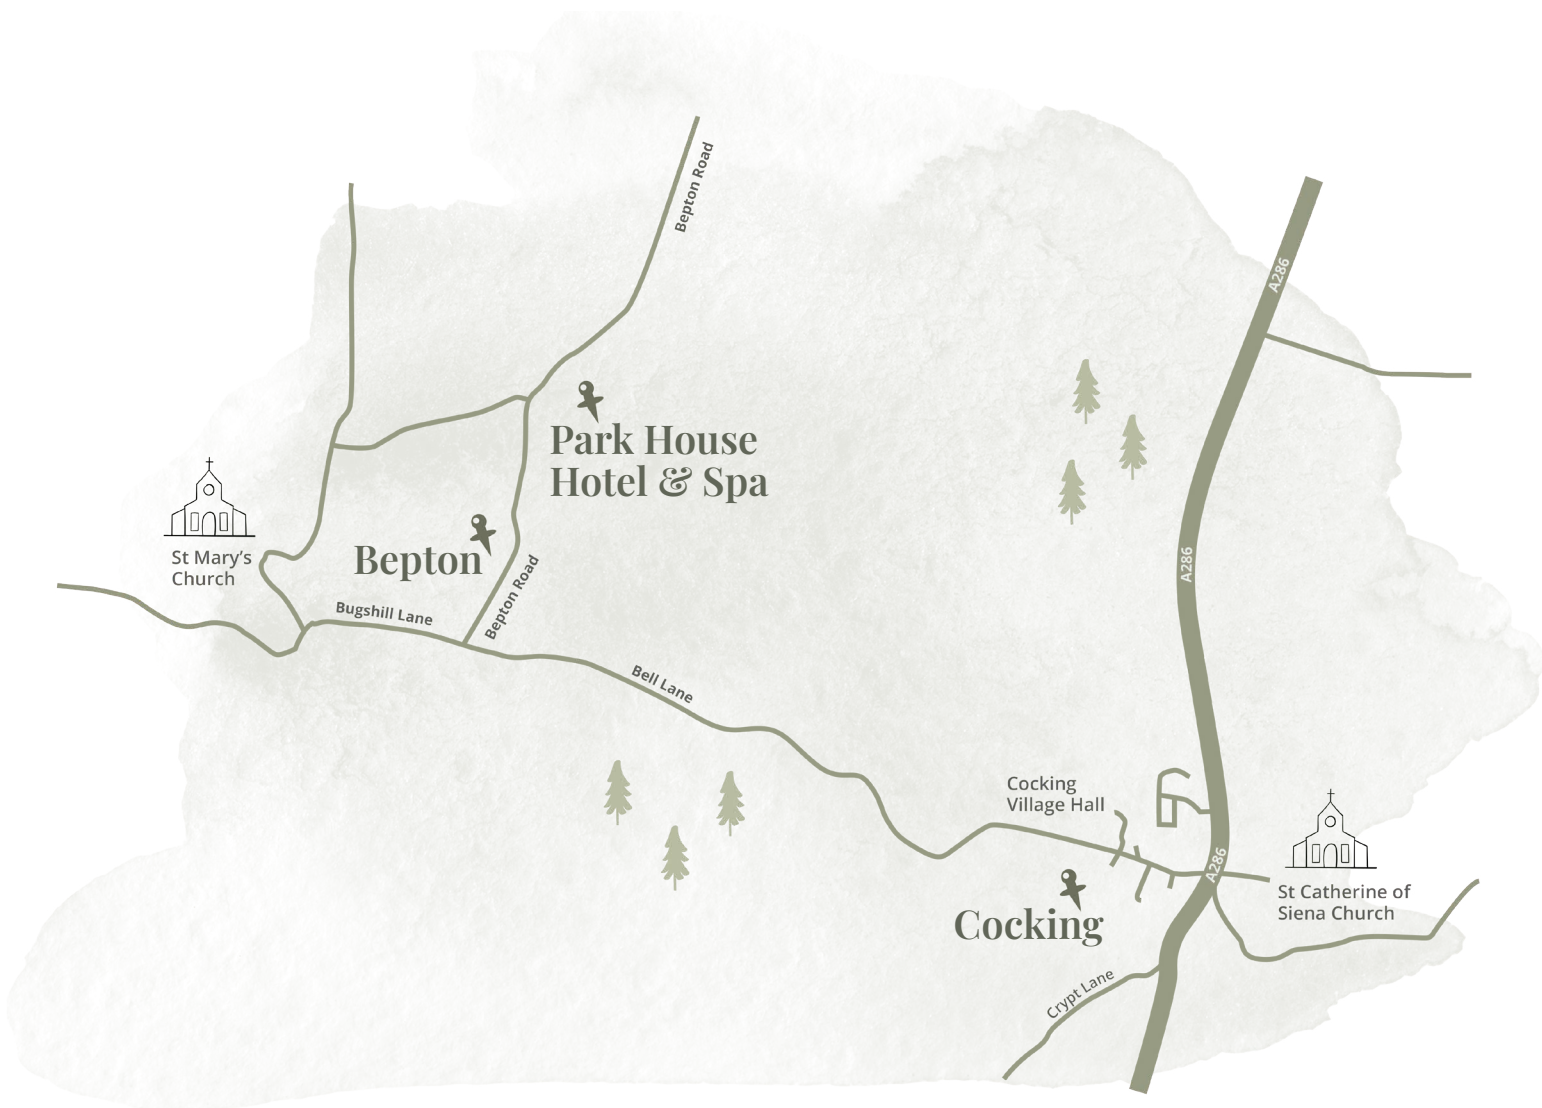 Bepton Road
A286
Park House
Hotel & Spa
St Mary's
Church
Bepton
A286
Bepton Road
Bugshill Lane
Bell Lane
Cocking
Village Hall
A286
St Catherine of
Siena Church
Cocking
Crypt Lane